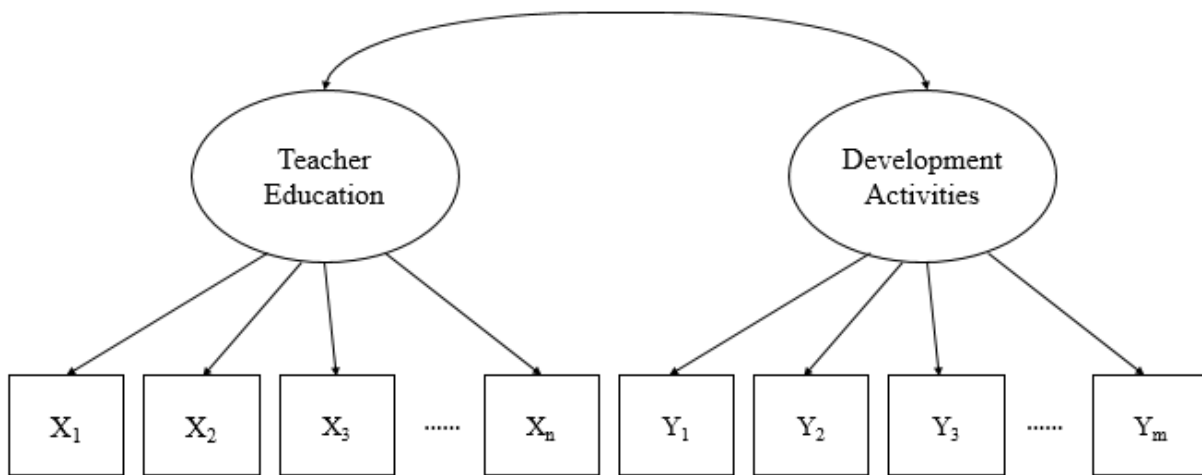 Teacher
Education
Development
Activities
X₁ X₂ X₃ ...... Xₙ Y₁ Y₂ Y₃ ...... Yₘ